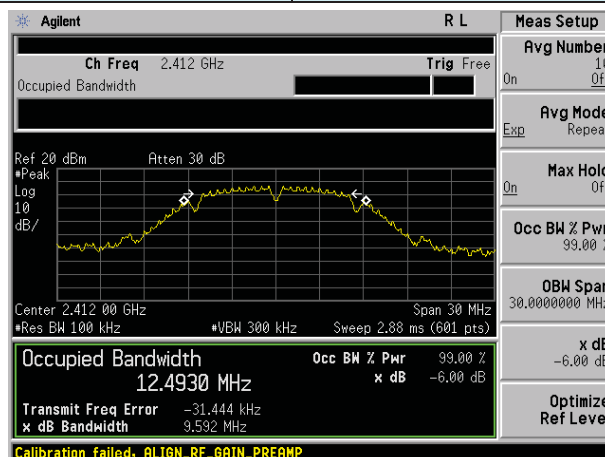 Agilent R L Meas Setup
Ch Freq 2.412 GHz Trig Free
Occupied Bandwidth
Avg Number
10
On Off
Avg Mode
Exp Repeat
Max Hold
On Off
Occ BW % Pwr
99.00 %
OBW Span
30.0000000 MHz
x dB
-6.00 dB
Optimize
Ref Level
Ref 20 dBm Atten 30 dB
#Peak
Log
10
dB/
Center 2.412 00 GHz Span 30 MHz
#Res BW 100 kHz #VBW 300 kHz Sweep 2.88 ms (601 pts)
Occupied Bandwidth Occ BW % Pwr 99.00 %
12.4930 MHz x dB -6.00 dB
Transmit Freq Error -31.444 kHz
x dB Bandwidth 9.592 MHz
Calibration failed, ALIGN_RF_GAIN_PREAMP